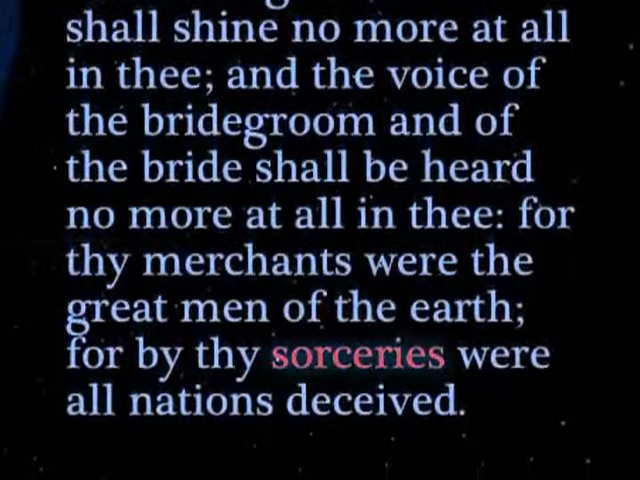 shall shine no more at all
in thee; and the voice of
the bridegroom and of
the bride shall be heard
no more at all in thee: for
thy merchants were the
great men of the earth;
for by thy sorceries were
all nations deceived.